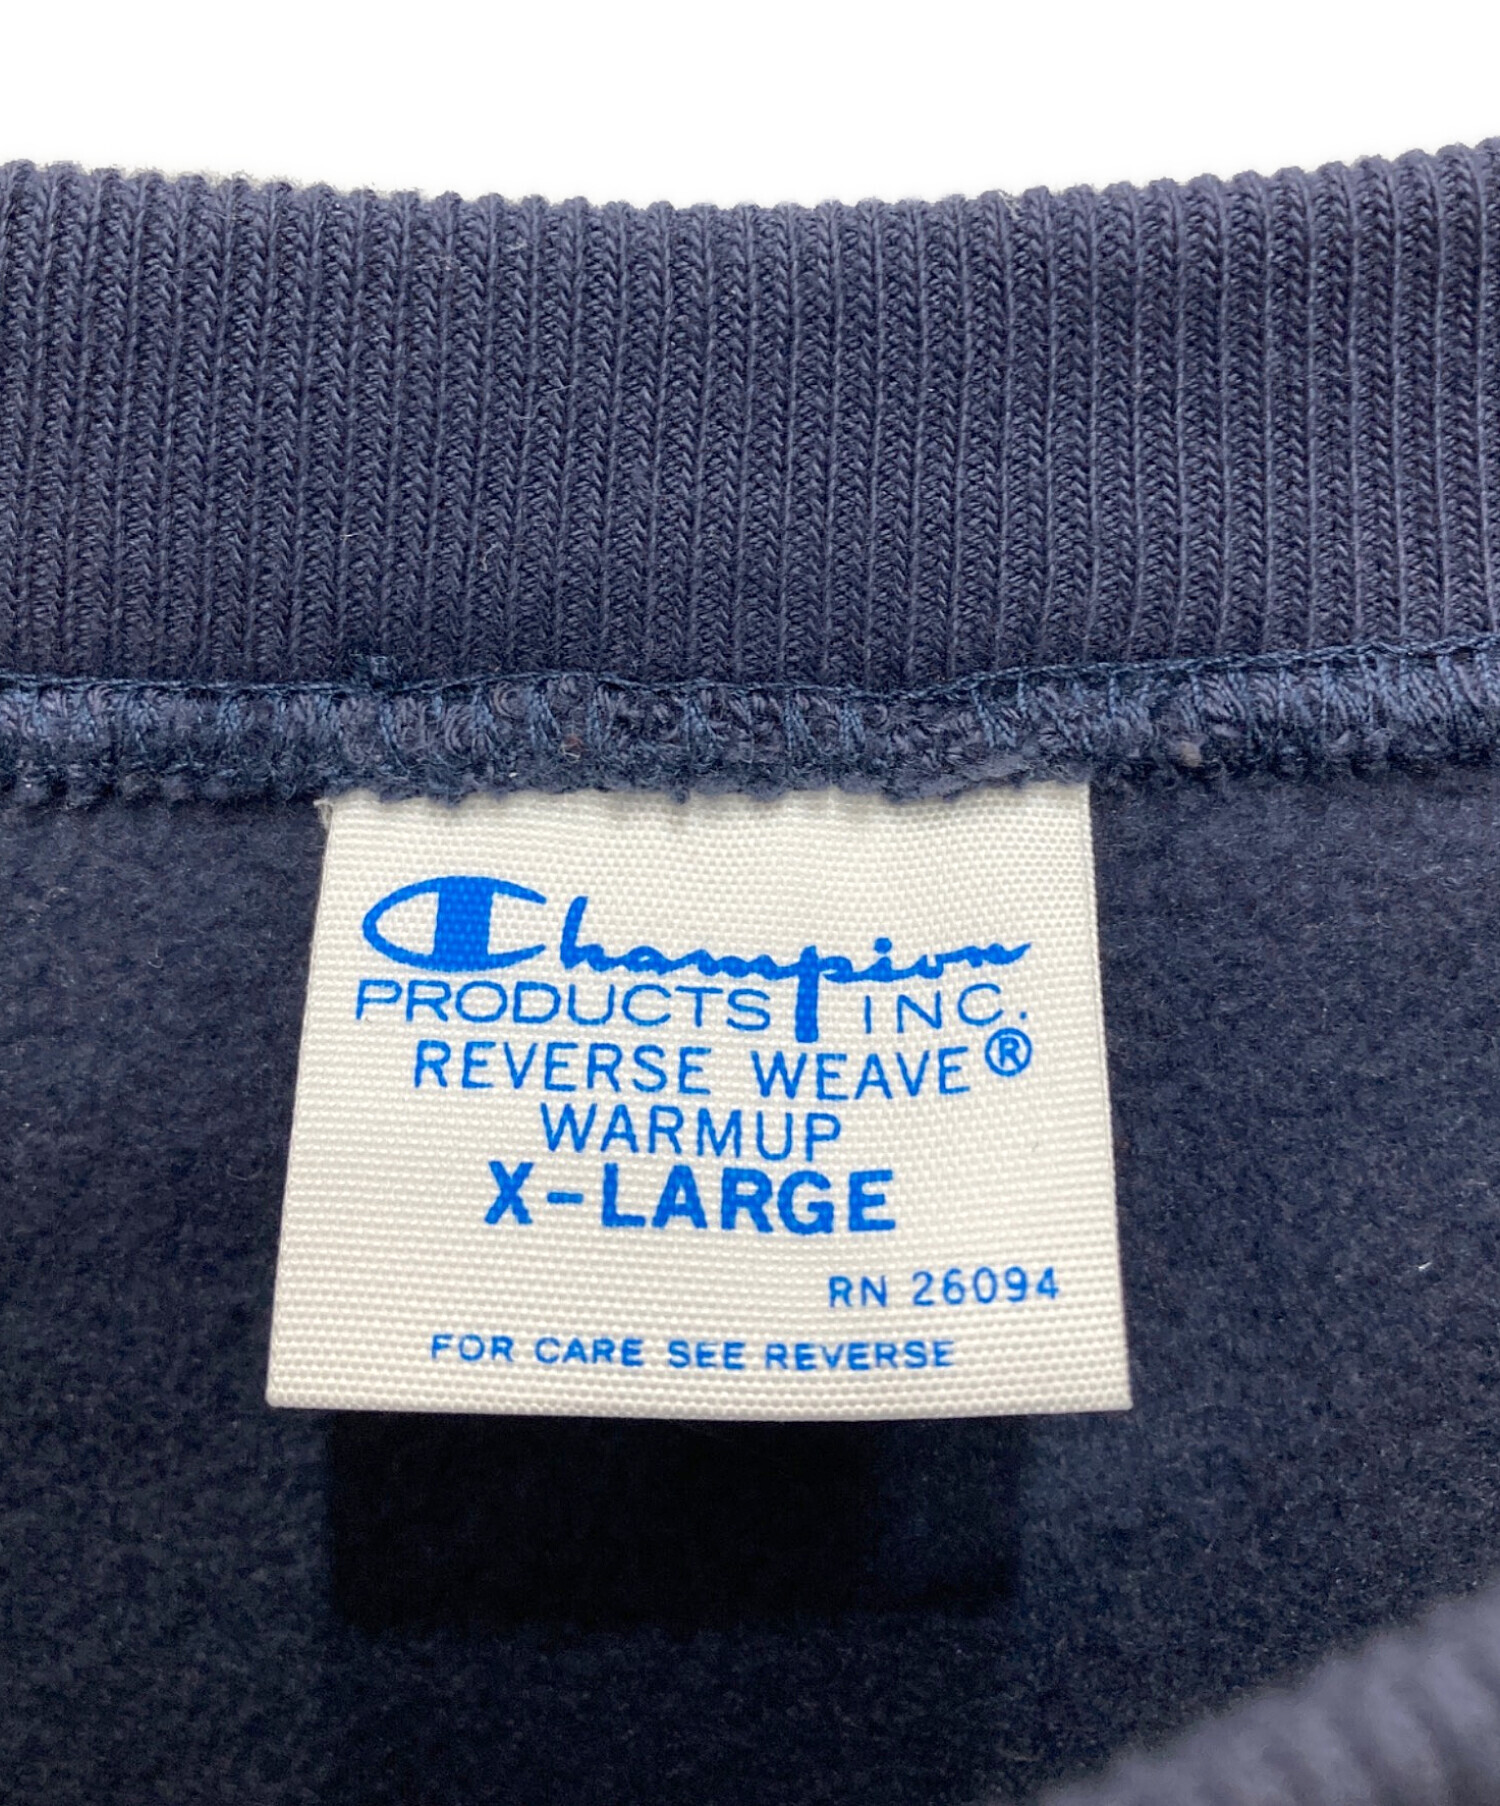 Champion
PRODUCTS INC.
REVERSE WEAVE®
WARMUP
X-LARGE
RN 26094
FOR CARE SEE REVERSE